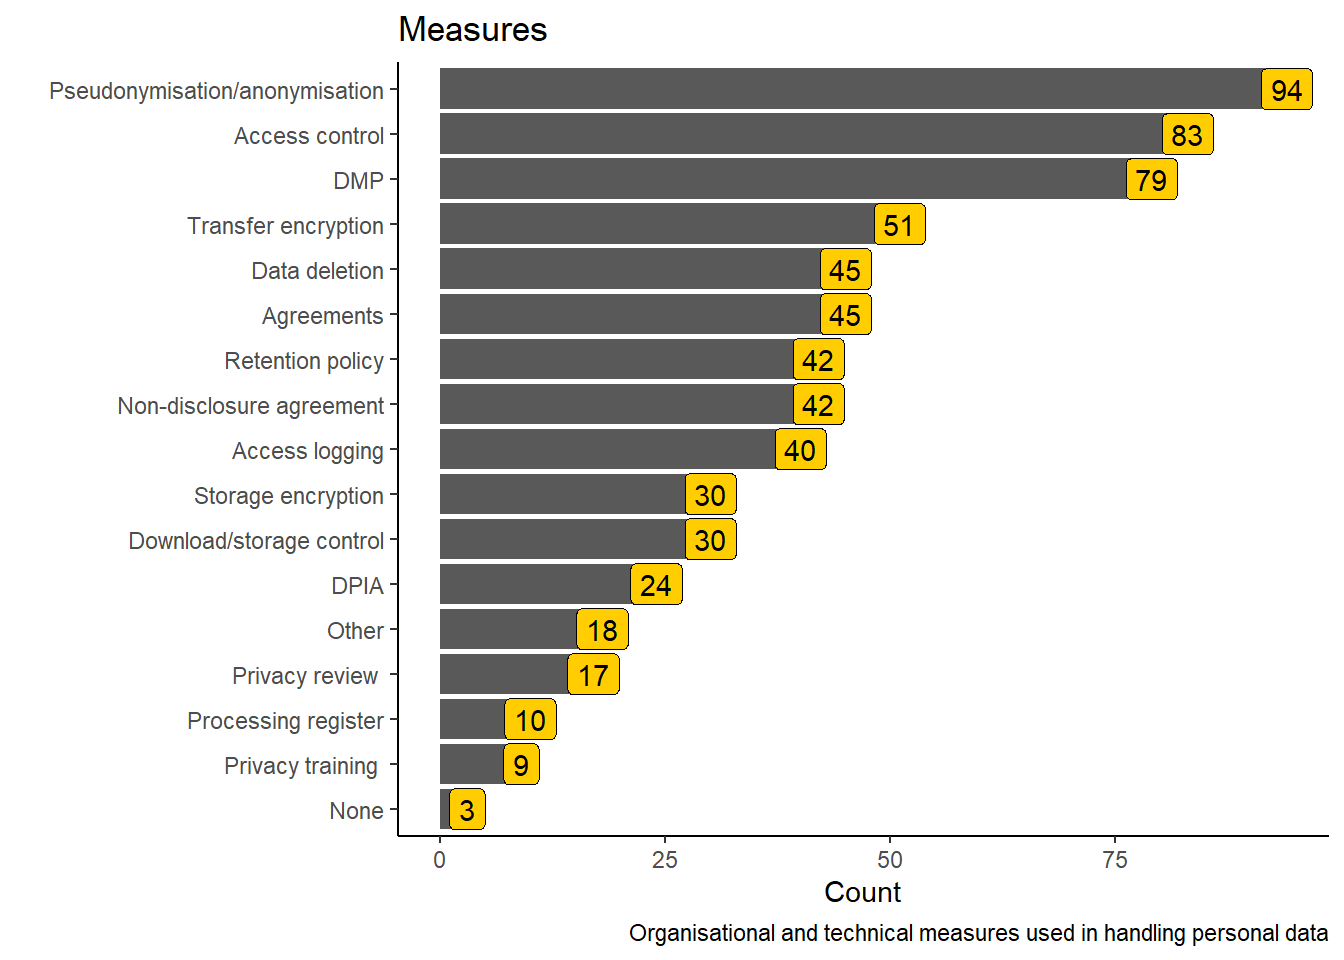 Measures
Pseudonymisation/anonymisation 94
Access control 83
DMP 79
Transfer encryption 51
Data deletion 45
Agreements 45
Retention policy 42
Non-disclosure agreement 42
Access logging 40
Storage encryption 30
Download/storage control 30
DPIA 24
Other 18
Privacy review 17
Processing register 10
Privacy training 9
None 3
0 25 50 75
Count
Organisational and technical measures used in handling personal data